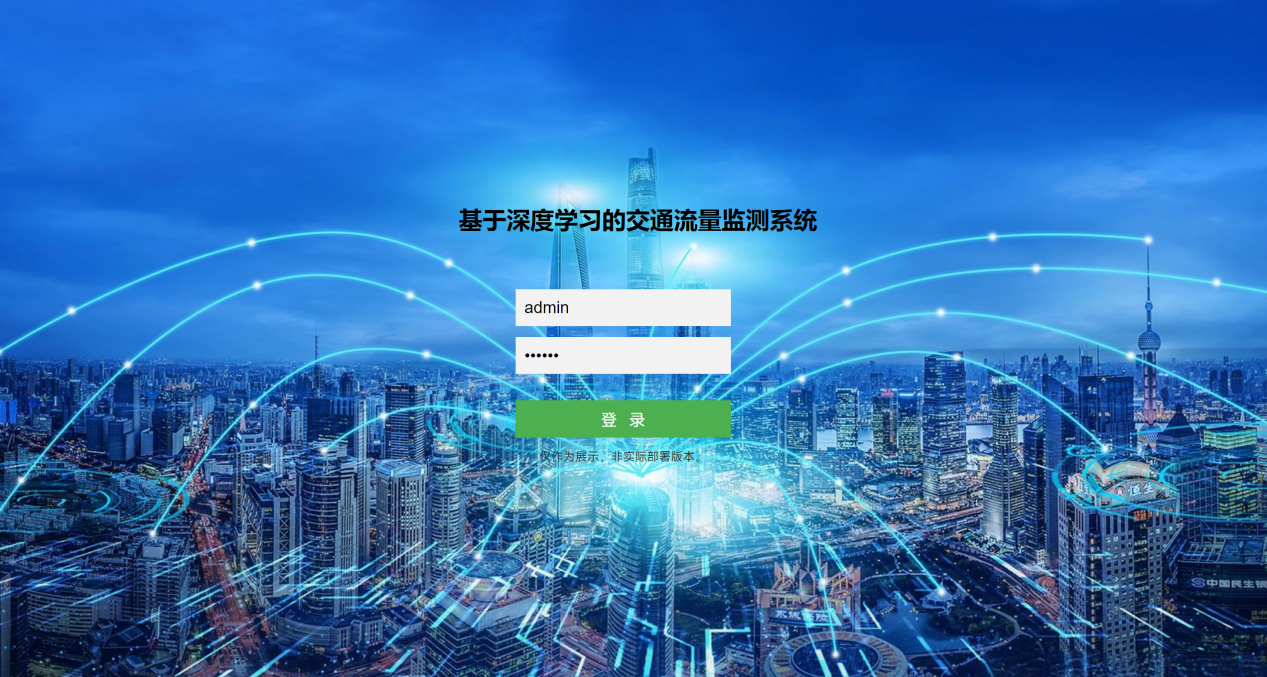 基于深度学习的交通流量监测系统
admin
••••••
登 录
仅作为展示，非实际部署版本。
中国民生银